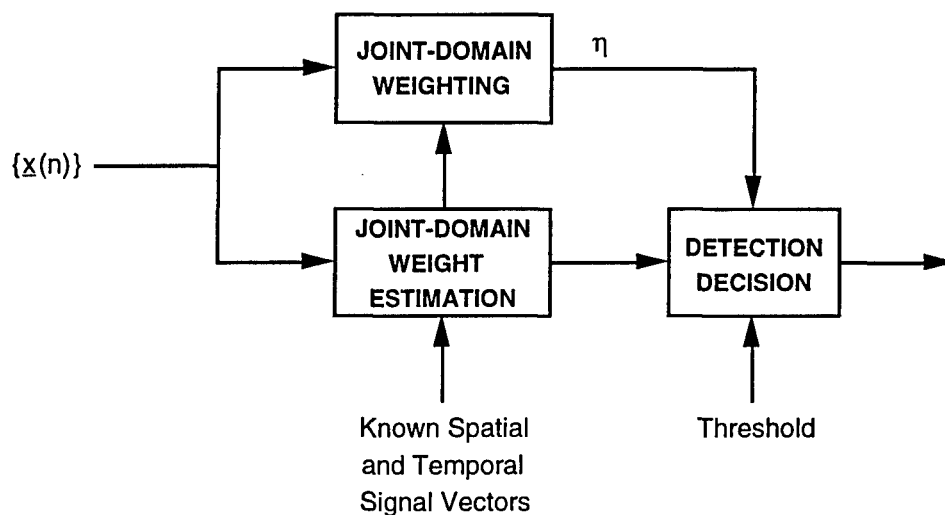 JOINT-DOMAIN
WEIGHTING
η
{x(n)}
JOINT-DOMAIN
WEIGHT
ESTIMATION
DETECTION
DECISION
Known Spatial
and Temporal
Signal Vectors
Threshold